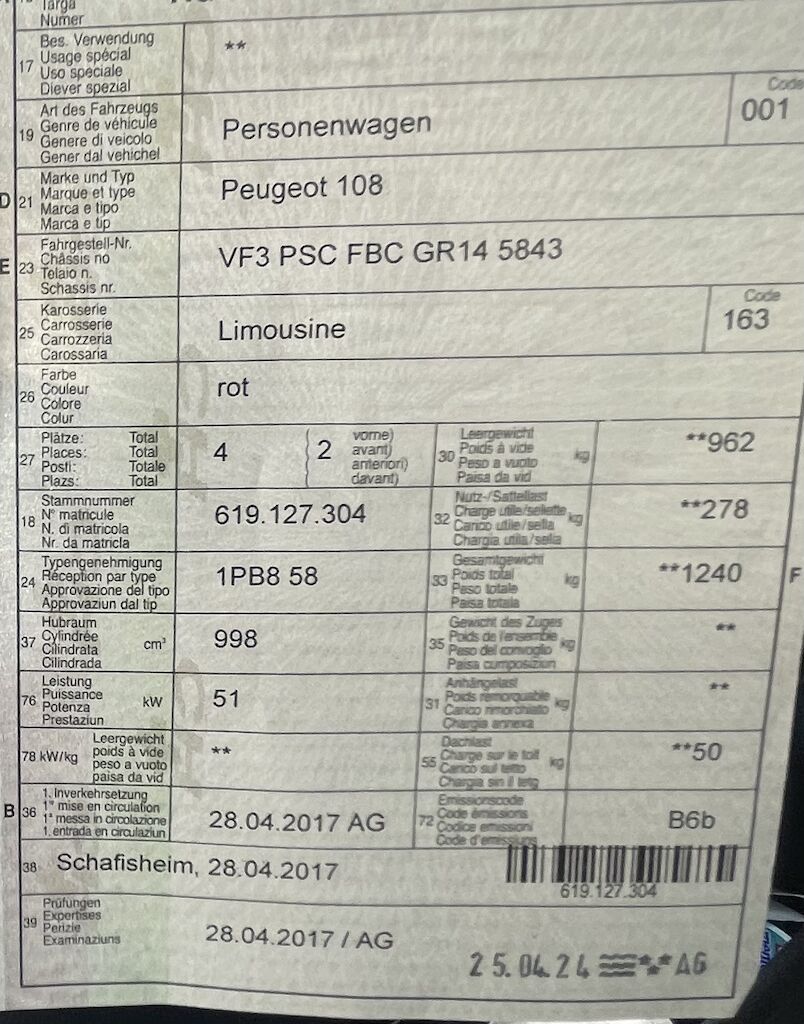 Targa
Numer
17 Bes. Verwendung
Usage spécial
Uso speciale
Diever spezial
**
19 Art des Fahrzeugs
Genre de véhicule
Genere di veicolo
Gener dal vehichel
Personenwagen
Code
001
D 21 Marke und Typ
Marque et type
Marca e tipo
Marca e tip
Peugeot 108
E 23 Fahrgestell-Nr.
Châssis no
Telaio n.
Schassis nr.
VF3 PSC FBC GR14 5843
25 Karosserie
Carrosserie
Carrozzeria
Carossaria
Limousine
Code
163
26 Farbe
Couleur
Colore
Colur
rot
27 Plätze: Total
Places: Total
Posti: Totale
Plazs: Total
4
2
vorne)
avant)
anteriori)
davant)
30 Leergewicht
Poids à vide
Peso a vuoto
Paisa da vid
kg
**962
18 Stammnummer
N° matricule
N. di matricola
Nr. da matricla
619.127.304
32 Nutz-/Sattellast
Charge utile/sellette
Carico utile/sella
Chargia utila/sella
kg
**278
24 Typengenehmigung
Réception par type
Approvazione del tipo
Approvaziun dal tip
1PB8 58
33 Gesamtgewicht
Poids total
Peso totale
Paisa totala
kg
**1240
F
37 Hubraum
Cylindrée
Cilindrata
Cilindrada
cm³
998
35 Gewicht des Zuges
Poids de l'ensemble
Peso del convoglio
Paisa cumposiziun
kg
**
76 Leistung
Puissance
Potenza
Prestaziun
kW
51
31 Anhängelast
Poids remorquable
Carico rimorchiato
Chargia annexa
kg
**
78 kW/kg
Leergewicht
poids à vide
peso a vuoto
paisa da vid
**
55 Dachlast
Charge sur le toit
Carico sul tetto
Chargia sin il tetg
kg
**50
B 36 1. Inverkehrsetzung
1re mise en circulation
1a messa in circolazione
1. entrada en circulaziun
28.04.2017 AG
72 Emissionscode
Code émissions
Codice emissioni
Code d'emissiuns
B6b
38 Schafisheim, 28.04.2017
619.127.304
39 Prüfungen
Expertises
Perizie
Examinaziuns
28.04.2017 / AG
25.04.24 ** AG